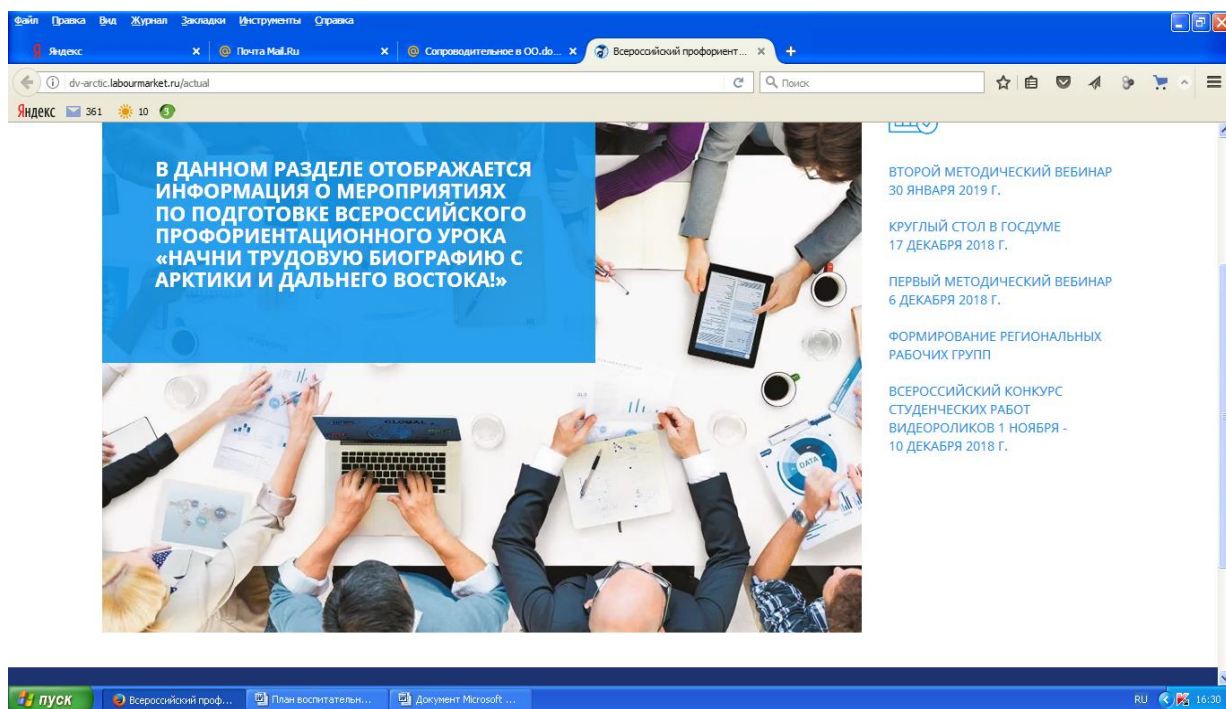 Файл Правка Вид Журнал Закладки Инструменты Справка
Яндекс
Почта Mail.Ru
Сопроводительное в ОО.do...
Всероссийский профориент...
dv-arctic.labourmarket.ru/actual
Поиск
Яндекс 361 10 3
В ДАННОМ РАЗДЕЛЕ ОТОБРАЖАЕТСЯ
ИНФОРМАЦИЯ О МЕРОПРИЯТИЯХ
ПО ПОДГОТОВКЕ ВСЕРОССИЙСКОГО
ПРОФОРИЕНТАЦИОННОГО УРОКА
«НАЧНИ ТРУДОВУЮ БИОГРАФИЮ С
АРКТИКИ И ДАЛЬНЕГО ВОСТОКА!»
GLOBAL
DATA
ВТОРОЙ МЕТОДИЧЕСКИЙ ВЕБИНАР
30 ЯНВАРЯ 2019 Г.
КРУГЛЫЙ СТОЛ В ГОСДУМЕ
17 ДЕКАБРЯ 2018 Г.
ПЕРВЫЙ МЕТОДИЧЕСКИЙ ВЕБИНАР
6 ДЕКАБРЯ 2018 Г.
ФОРМИРОВАНИЕ РЕГИОНАЛЬНЫХ
РАБОЧИХ ГРУПП
ВСЕРОССИЙСКИЙ КОНКУРС
СТУДЕНЧЕСКИХ РАБОТ
ВИДЕОРОЛИКОВ 1 НОЯБРЯ -
10 ДЕКАБРЯ 2018 Г.
пуск
Всероссийский проф...
План воспитательн...
Документ Microsoft ...
RU
16:30